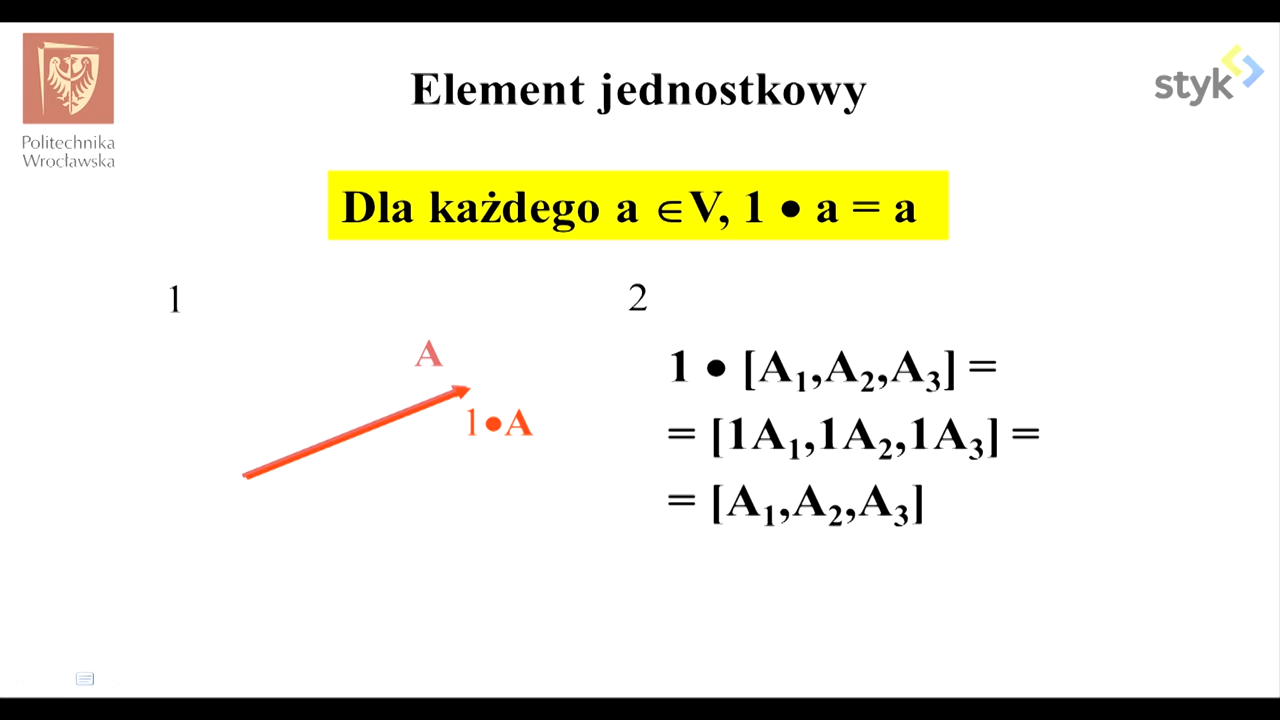 Politechnika
Wrocławska
styk
Element jednostkowy
Dla każdego a ∈V, 1 • a = a
1
A
1•A
2
1 • [A₁,A₂,A₃] =
= [1A₁,1A₂,1A₃] =
= [A₁,A₂,A₃]